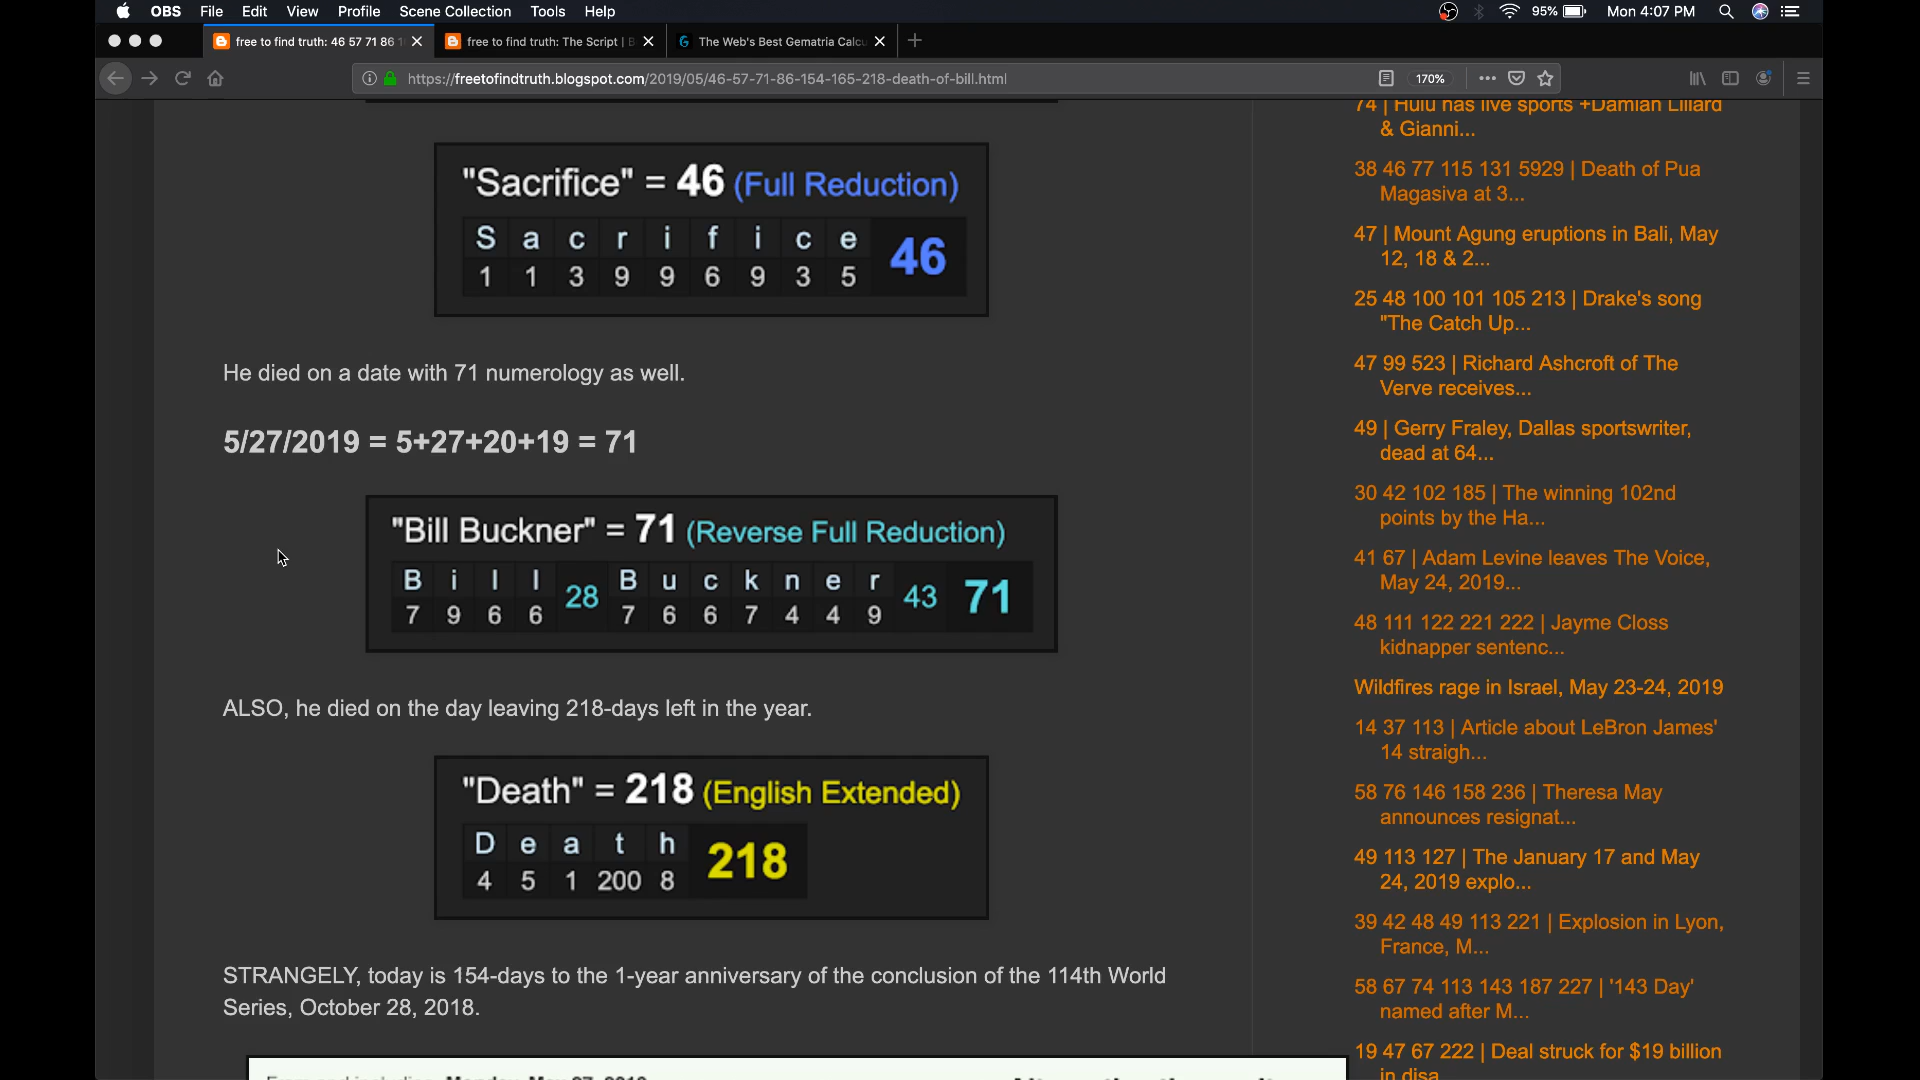 OBS File Edit View Profile Scene Collection Tools Help
95% Mon 4:07 PM
free to find truth: 46 57 71 86 1
free to find truth: The Script | B
The Web's Best Gematria Calcu
https://freetofindtruth.blogspot.com/2019/05/46-57-71-86-154-165-218-death-of-bill.html
170%
"Sacrifice" = 46 (Full Reduction)
S a c r i f i c e 46
1 1 3 9 9 6 9 3 5
He died on a date with 71 numerology as well.
5/27/2019 = 5+27+20+19 = 71
"Bill Buckner" = 71 (Reverse Full Reduction)
B i l l 28 B u c k n e r 43 71
7 9 6 6 7 6 6 7 4 4 9
ALSO, he died on the day leaving 218-days left in the year.
"Death" = 218 (English Extended)
D e a t h 218
4 5 1 200 8
STRANGELY, today is 154-days to the 1-year anniversary of the conclusion of the 114th World
Series, October 28, 2018.
74 | Hulu has live sports +Damian Lillard
& Gianni...
38 46 77 115 131 5929 | Death of Pua
Magasiva at 3...
47 | Mount Agung eruptions in Bali, May
12, 18 & 2...
25 48 100 101 105 213 | Drake's song
"The Catch Up...
47 99 523 | Richard Ashcroft of The
Verve receives...
49 | Gerry Fraley, Dallas sportswriter,
dead at 64...
30 42 102 185 | The winning 102nd
points by the Ha...
41 67 | Adam Levine leaves The Voice,
May 24, 2019...
48 111 122 221 222 | Jayme Closs
kidnapper sentenc...
Wildfires rage in Israel, May 23-24, 2019
14 37 113 | Article about LeBron James'
14 straigh...
58 76 146 158 236 | Theresa May
announces resignat...
49 113 127 | The January 17 and May
24, 2019 explo...
39 42 48 49 113 221 | Explosion in Lyon,
France, M...
58 67 74 113 143 187 227 | '143 Day'
named after M...
19 47 67 222 | Deal struck for $19 billion
in disa